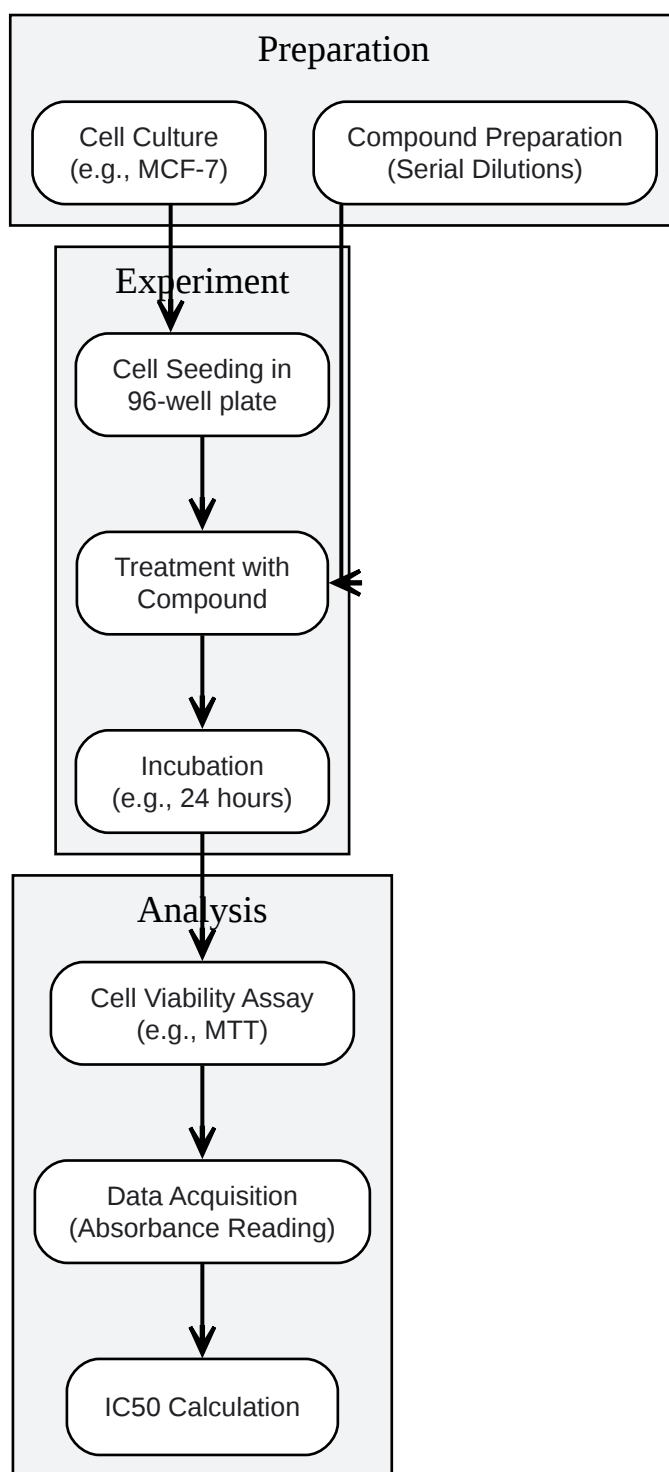 Preparation
Cell Culture
(e.g., MCF-7)
Compound Preparation
(Serial Dilutions)
Experiment
Cell Seeding in
96-well plate
Treatment with
Compound
Incubation
(e.g., 24 hours)
Analysis
Cell Viability Assay
(e.g., MTT)
Data Acquisition
(Absorbance Reading)
IC50 Calculation